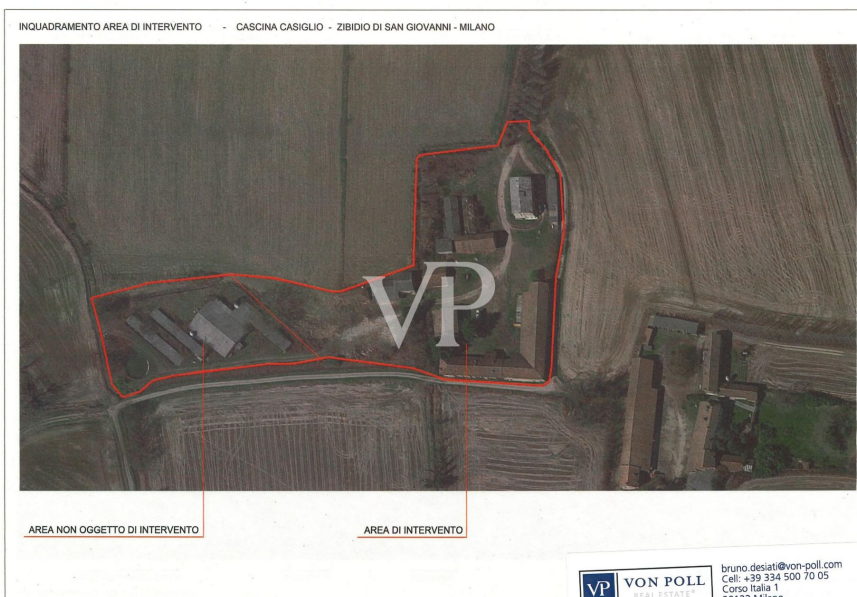 INQUADRAMENTO AREA DI INTERVENTO - CASCINA CASIGLIO - ZIBIDIO DI SAN GIOVANNI - MILANO
VP
AREA NON OGGETTO DI INTERVENTO
AREA DI INTERVENTO
VP
VON POLL
REAL ESTATE®
bruno.desiati@von-poll.com
Cell: +39 334 500 70 05
Corso Italia 1
Milano